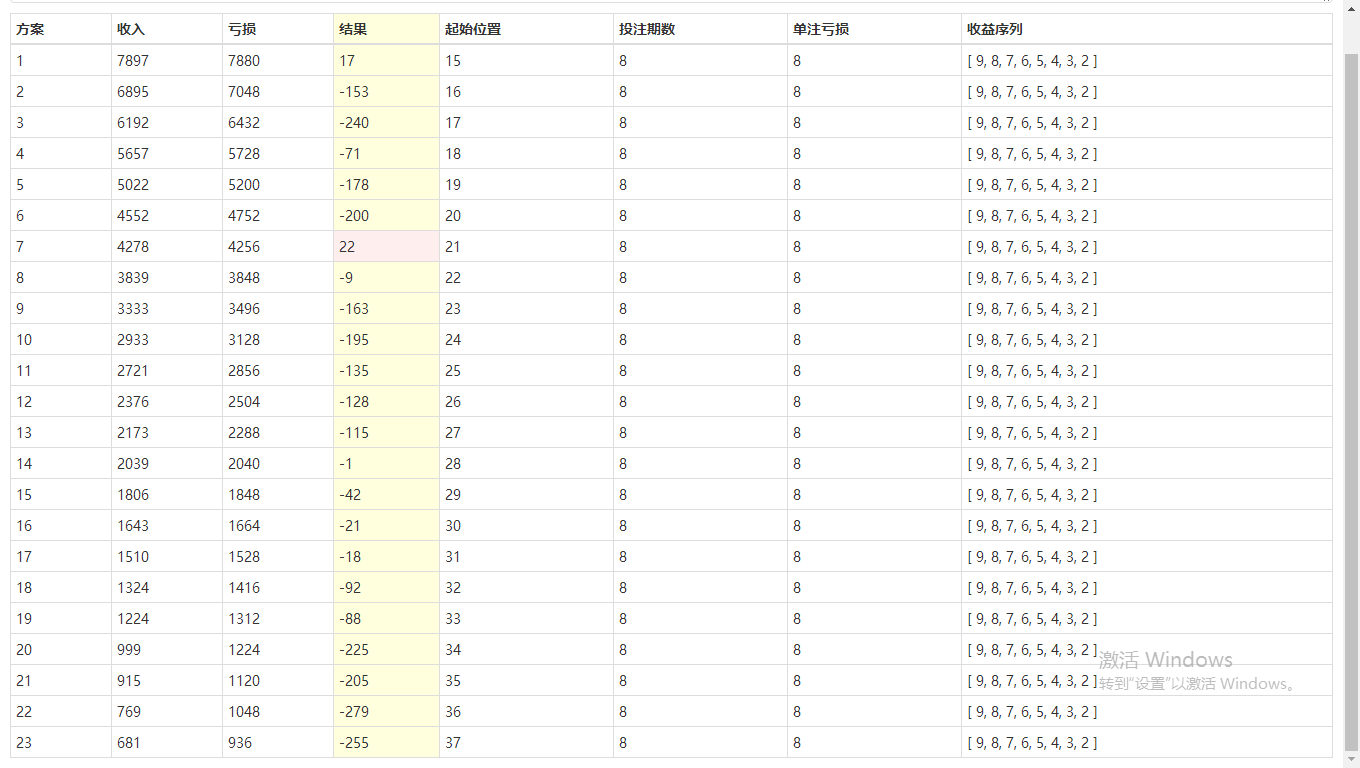 方案 收入 亏损 结果 起始位置 投注期数 单注亏损 收益序列
1 7897 7880 17 15 8 8 [ 9, 8, 7, 6, 5, 4, 3, 2 ]
2 6895 7048 -153 16 8 8 [ 9, 8, 7, 6, 5, 4, 3, 2 ]
3 6192 6432 -240 17 8 8 [ 9, 8, 7, 6, 5, 4, 3, 2 ]
4 5657 5728 -71 18 8 8 [ 9, 8, 7, 6, 5, 4, 3, 2 ]
5 5022 5200 -178 19 8 8 [ 9, 8, 7, 6, 5, 4, 3, 2 ]
6 4552 4752 -200 20 8 8 [ 9, 8, 7, 6, 5, 4, 3, 2 ]
7 4278 4256 22 21 8 8 [ 9, 8, 7, 6, 5, 4, 3, 2 ]
8 3839 3848 -9 22 8 8 [ 9, 8, 7, 6, 5, 4, 3, 2 ]
9 3333 3496 -163 23 8 8 [ 9, 8, 7, 6, 5, 4, 3, 2 ]
10 2933 3128 -195 24 8 8 [ 9, 8, 7, 6, 5, 4, 3, 2 ]
11 2721 2856 -135 25 8 8 [ 9, 8, 7, 6, 5, 4, 3, 2 ]
12 2376 2504 -128 26 8 8 [ 9, 8, 7, 6, 5, 4, 3, 2 ]
13 2173 2288 -115 27 8 8 [ 9, 8, 7, 6, 5, 4, 3, 2 ]
14 2039 2040 -1 28 8 8 [ 9, 8, 7, 6, 5, 4, 3, 2 ]
15 1806 1848 -42 29 8 8 [ 9, 8, 7, 6, 5, 4, 3, 2 ]
16 1643 1664 -21 30 8 8 [ 9, 8, 7, 6, 5, 4, 3, 2 ]
17 1510 1528 -18 31 8 8 [ 9, 8, 7, 6, 5, 4, 3, 2 ]
18 1324 1416 -92 32 8 8 [ 9, 8, 7, 6, 5, 4, 3, 2 ]
19 1224 1312 -88 33 8 8 [ 9, 8, 7, 6, 5, 4, 3, 2 ]
20 999 1224 -225 34 8 8 [ 9, 8, 7, 6, 5, 4, 3, 2 ]
激活 Windows
21 915 1120 -205 35 8 8 [ 9, 8, 7, 6, 5, 4, 3, 2 ]
转到“设置”以激活 Windows。
22 769 1048 -279 36 8 8 [ 9, 8, 7, 6, 5, 4, 3, 2 ]
23 681 936 -255 37 8 8 [ 9, 8, 7, 6, 5, 4, 3, 2 ]